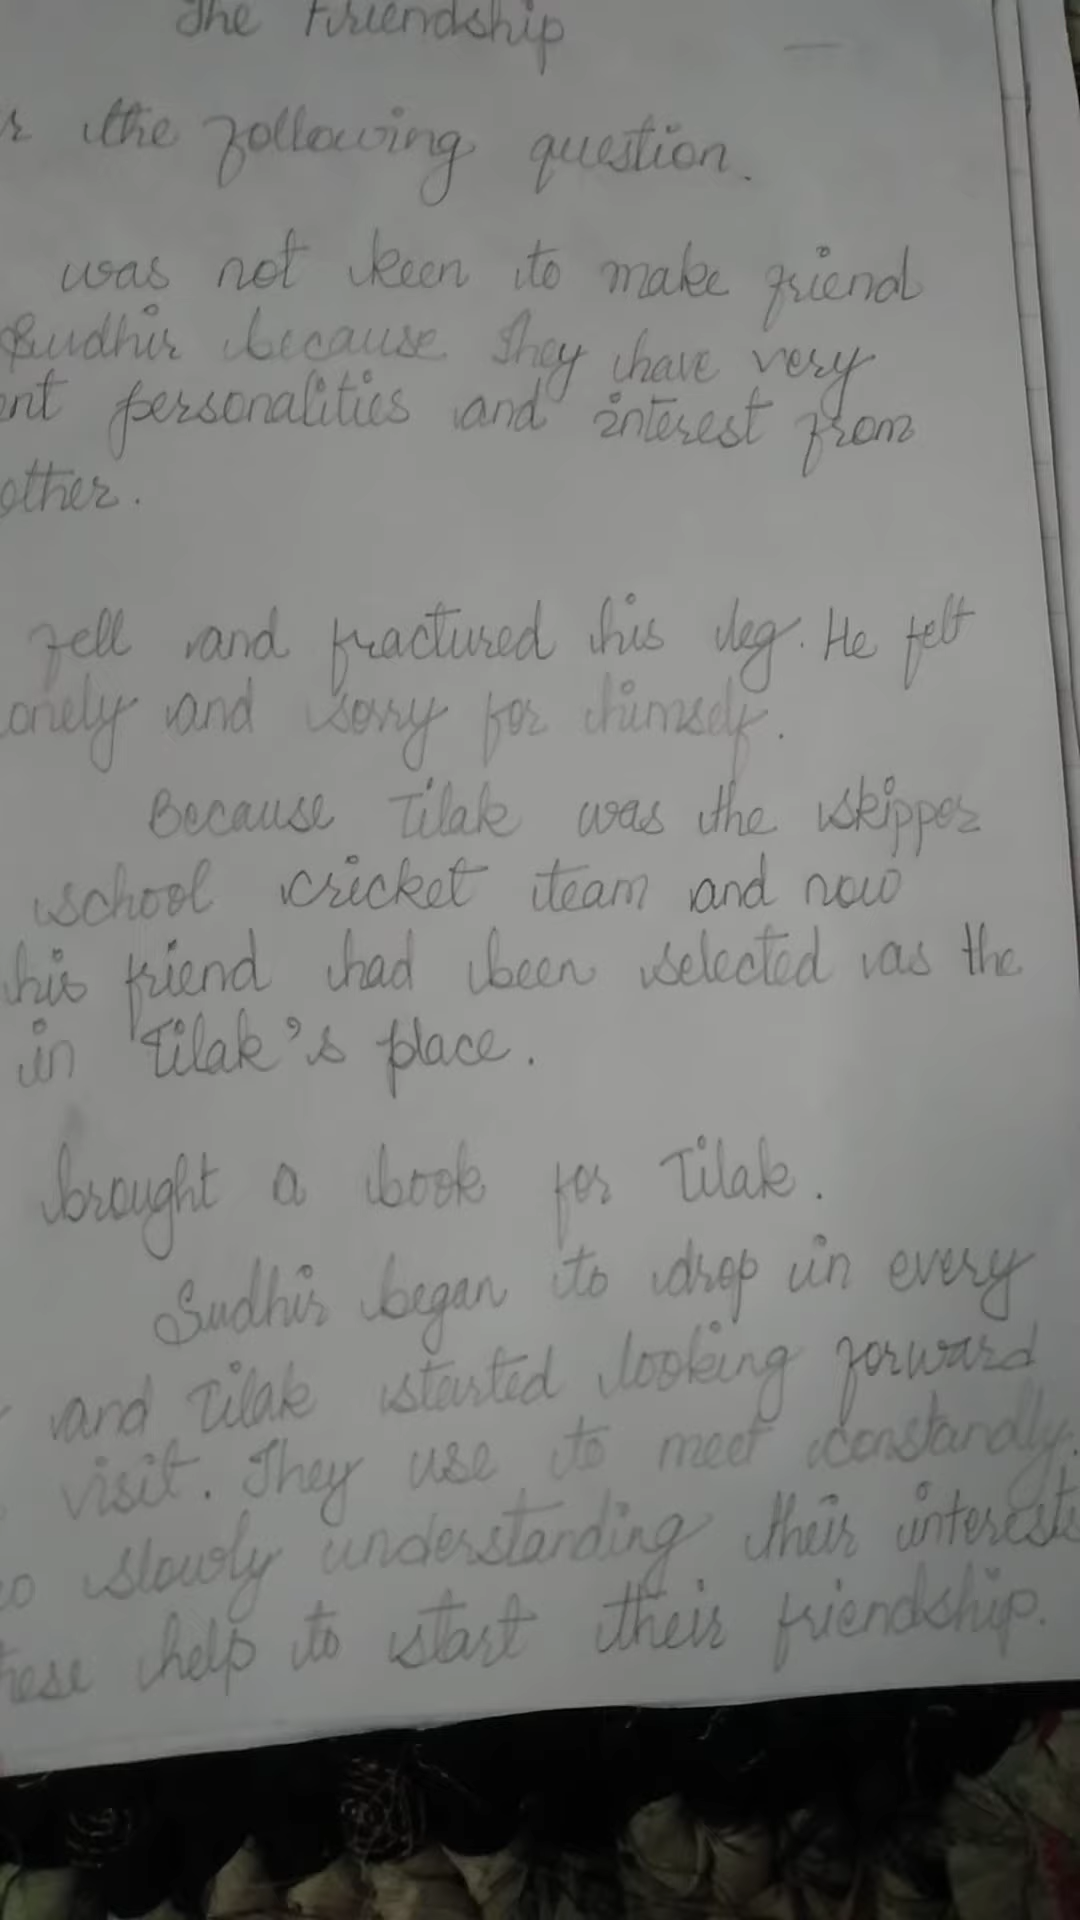 The Friendship
the following question.
was not keen to make friend
Sudhir because they have very
ent personalities and interest from
other.
fell and fractured his leg. He felt
onely and sorry for himself.
Because Tilak was the skipper
school cricket team and now
his friend had been selected as the
in Tilak's place.
brought a book for Tilak.
Sudhir began to drop in every
and Tilak started looking forward
visit. They use to meet constandly.
slowly understanding their interests
hese help to start their friendship.